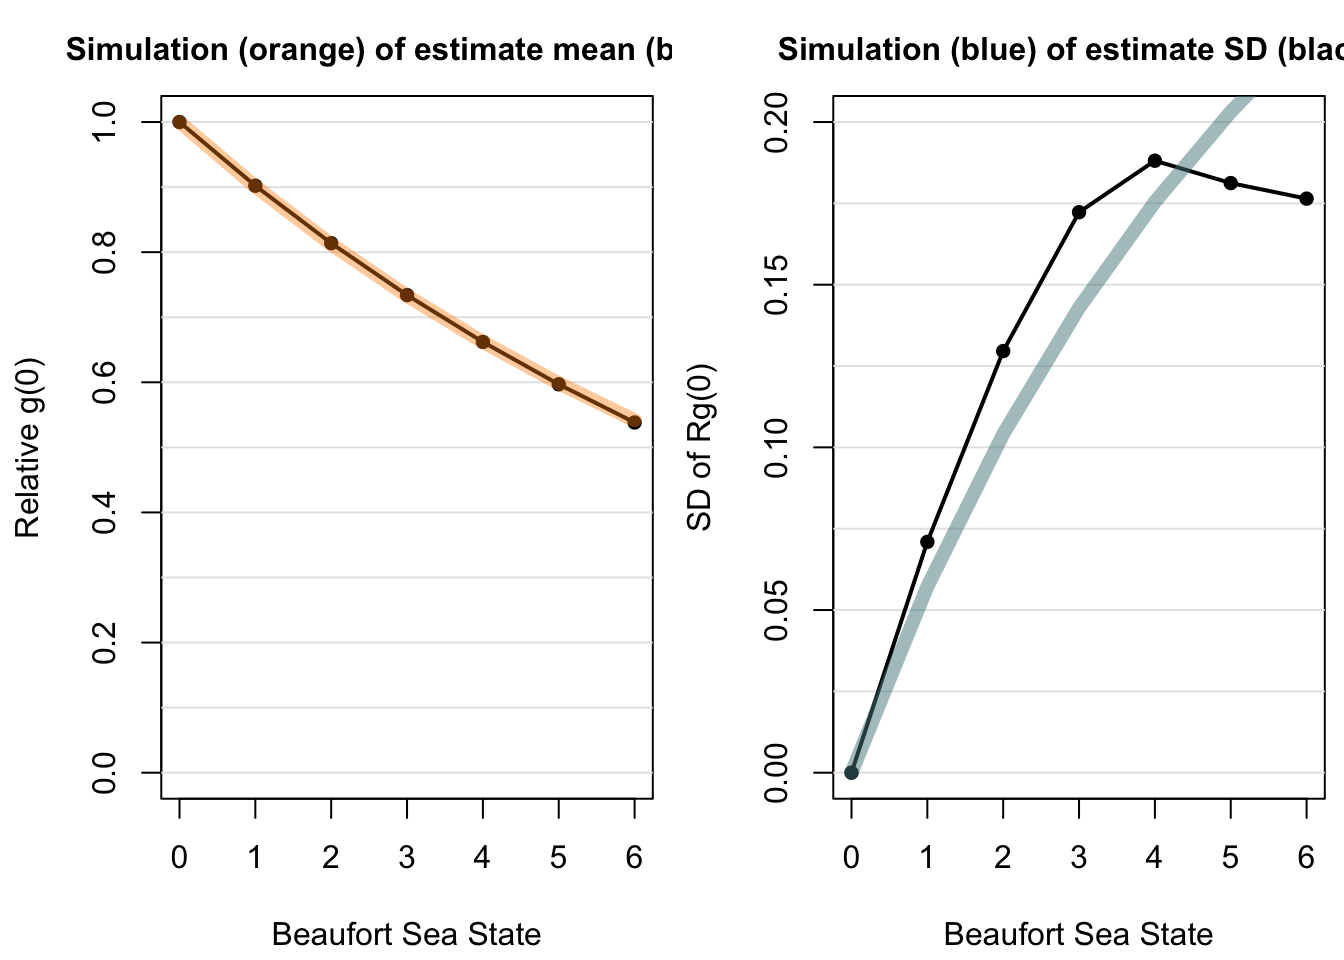 Simulation (orange) of estimate mean (b
Relative g(0)
1.0
0.8
0.6
0.4
0.2
0.0
0 1 2 3 4 5 6
Beaufort Sea State
Simulation (blue) of estimate SD (blac
SD of Rg(0)
0.20
0.15
0.10
0.05
0.00
0 1 2 3 4 5 6
Beaufort Sea State